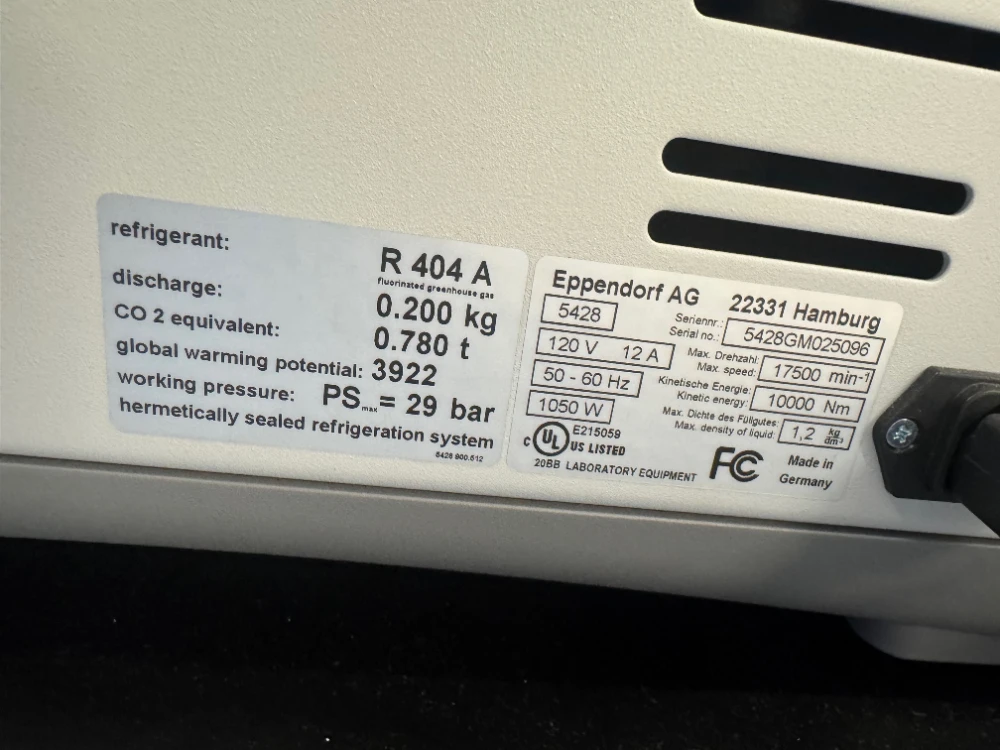 refrigerant: R 404 A
fluorinated greenhouse gas
discharge: 0.200 kg
CO 2 equivalent: 0.780 t
global warming potential: 3922
working pressure: PSmax= 29 bar
hermetically sealed refrigeration system
5428 900.512
Eppendorf AG 22331 Hamburg
5428
Seriennr.:
Serial no.: 5428GM025096
120 V 12 A
Max. Drehzahl:
Max. speed: 17500 min-1
50 - 60 Hz
Kinetische Energie:
Kinetic energy: 10000 Nm
1050 W
Max. Dichte des Füllgutes:
Max. density of liquid: 1,2 kg/dm³
c UL US LISTED
E215059
20BB LABORATORY EQUIPMENT
FC
Made in
Germany